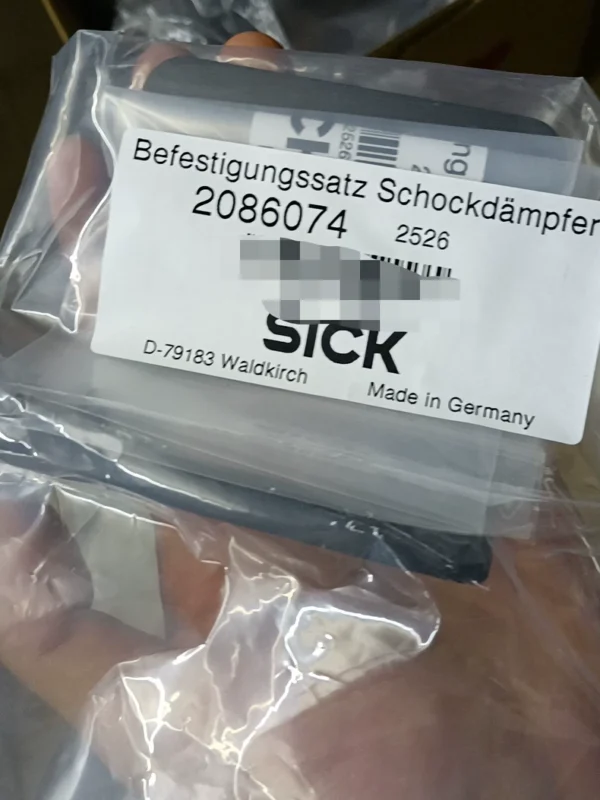 Befestigungssatz Schockdämpfer
2086074 2526
SICK
D-79183 Waldkirch
Made in Germany